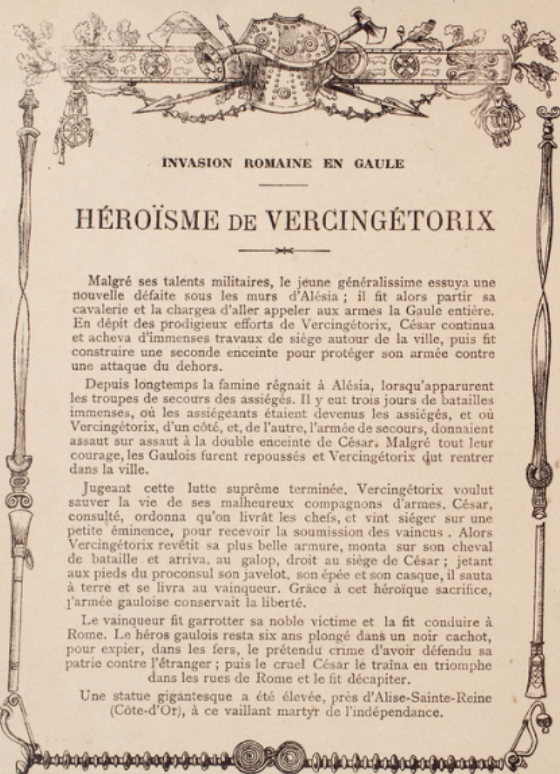 INVASION ROMAINE EN GAULE
HÉROÏSME DE VERCINGÉTORIX
Malgré ses talents militaires, le jeune généralissime essuya une
nouvelle défaite sous les murs d'Alésia ; il fit alors partir sa
cavalerie et la chargea d'aller appeler aux armes la Gaule entière.
En dépit des prodigieux efforts de Vercingétorix, César continua
et acheva d'immenses travaux de siège autour de la ville, puis fit
construire une seconde enceinte pour protéger son armée contre
une attaque du dehors.
Depuis longtemps la famine régnait à Alésia, lorsqu'apparurent
les troupes de secours des assiégés. Il y eut trois jours de batailles
immenses, où les assiégeants étaient devenus les assiégés, et où
Vercingétorix, d'un côté, et, de l'autre, l'armée de secours, donnaient
assaut sur assaut à la double enceinte de César. Malgré tout leur
courage, les Gaulois furent repoussés et Vercingétorix dut rentrer
dans la ville.
Jugeant cette lutte suprême terminée, Vercingétorix voulut
sauver la vie de ses malheureux compagnons d'armes. César,
consulté, ordonna qu'on livrât les chefs, et vint siéger sur une
petite éminence, pour recevoir la soumission des vaincus . Alors
Vercingétorix revêtit sa plus belle armure, monta sur son cheval
de bataille et arriva, au galop, droit au siège de César ; jetant
aux pieds du proconsul son javelot, son épée et son casque, il sauta
à terre et se livra au vainqueur. Grâce à cet héroïque sacrifice,
l'armée gauloise conservait la liberté.
Le vainqueur fit garrotter sa noble victime et la fit conduire à
Rome. Le héros gaulois resta six ans plongé dans un noir cachot,
pour expier, dans les fers, le prétendu crime d'avoir défendu sa
patrie contre l'étranger ; puis le cruel César le traîna en triomphe
dans les rues de Rome et le fit décapiter.
Une statue gigantesque a été élevée, près d'Alise-Sainte-Reine
(Côte-d'Or), à ce vaillant martyr de l'indépendance.